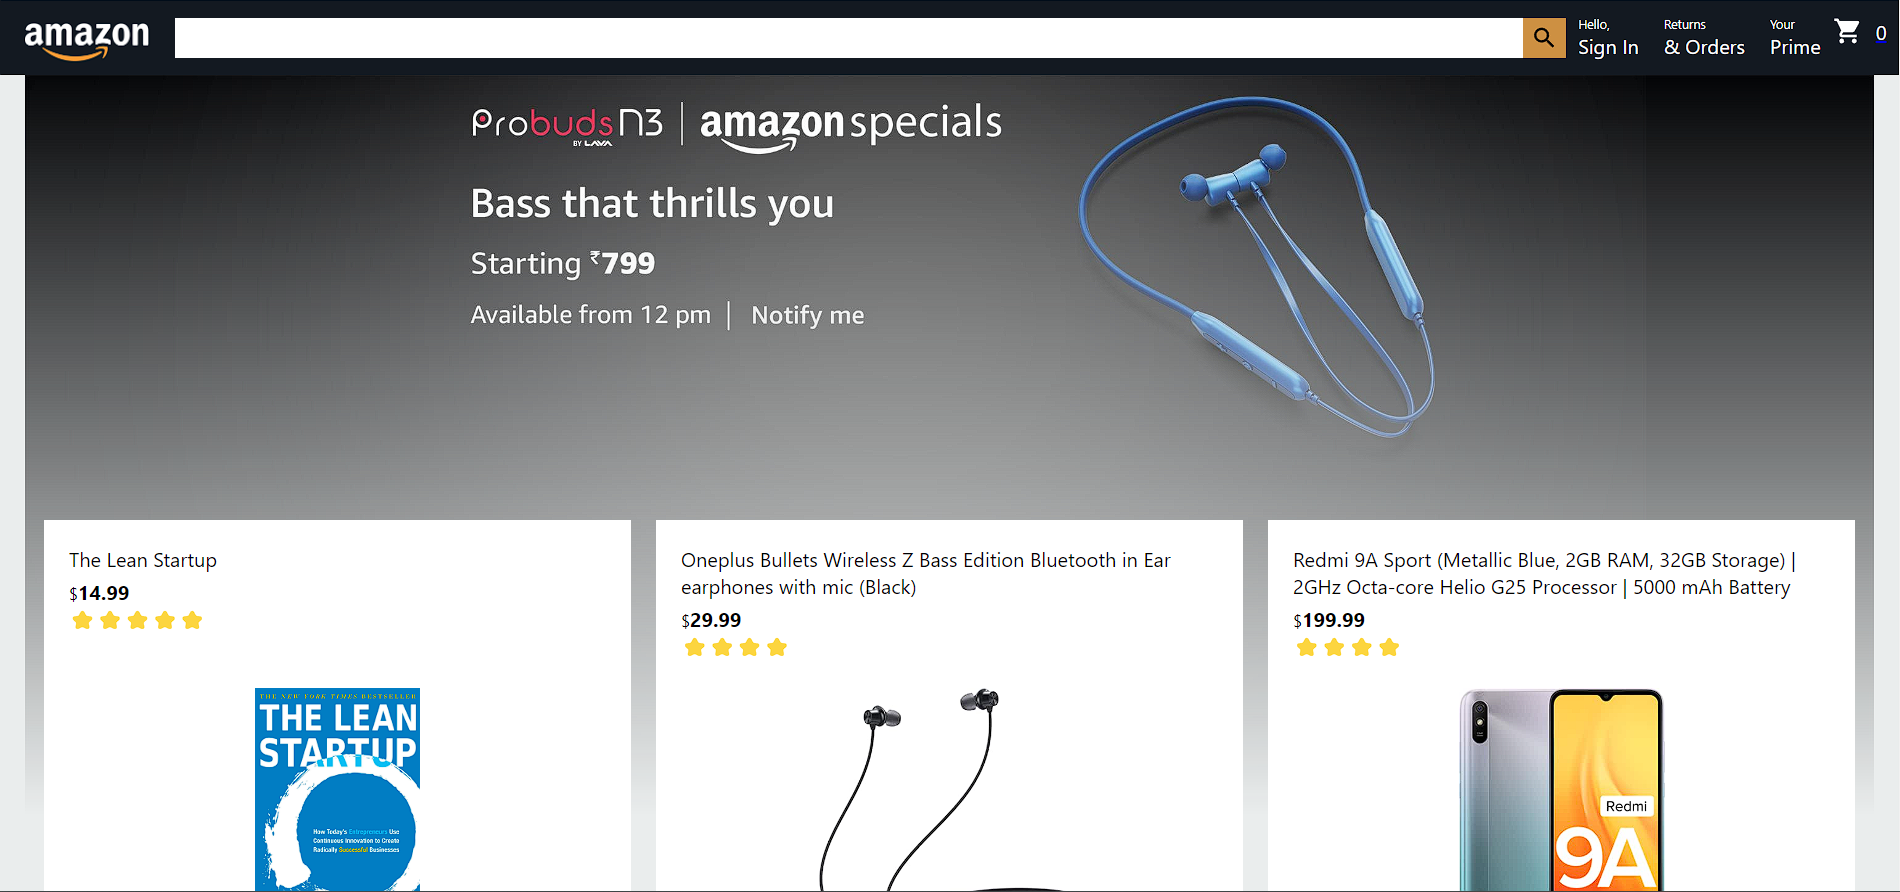 amazon
Hello,
Sign In
Returns
& Orders
Your
Prime
0
Probuds N3 | amazon specials
BY LAVA
Bass that thrills you
Starting ₹799
Available from 12 pm | Notify me
The Lean Startup
$14.99
THE NEW YORK TIMES BESTSELLER
THE LEAN
STARTUP
How Today's Entrepreneurs Use
Continuous Innovation to Create
Radically Successful Businesses
Oneplus Bullets Wireless Z Bass Edition Bluetooth in Ear
earphones with mic (Black)
$29.99
Redmi 9A Sport (Metallic Blue, 2GB RAM, 32GB Storage) |
2GHz Octa-core Helio G25 Processor | 5000 mAh Battery
$199.99
Redmi
9A